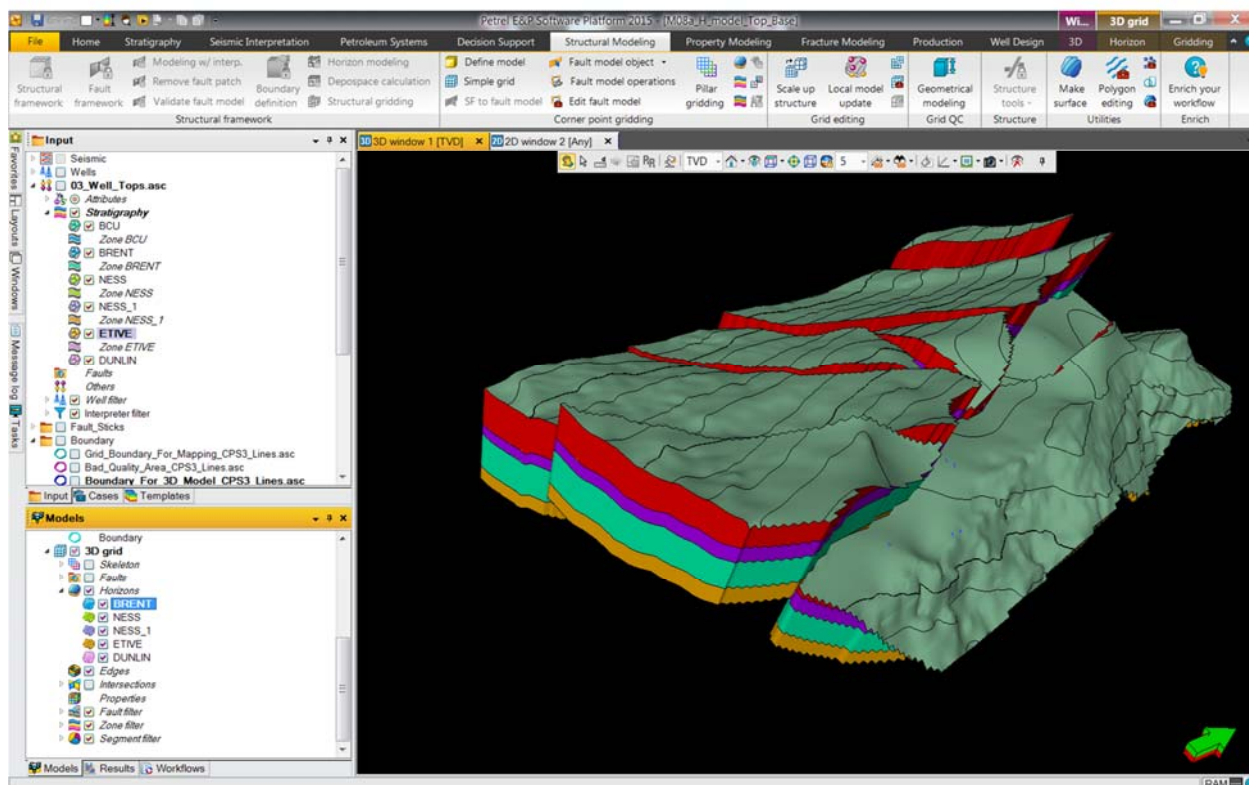 Petrel E&P Software Platform 2015 - [M08a_H_model_Top_Base]
Wi... 3D grid
File Home Stratigraphy Seismic Interpretation Petroleum Systems Decision Support Structural Modeling Property Modeling Fracture Modeling Production Well Design 3D Horizon Gridding
Structural framework
Fault framework
Modeling w/ interp.
Remove fault patch
Validate fault model
Boundary definition
Horizon modeling
Depospace calculation
Structural gridding
Define model
Simple grid
SF to fault model
Fault model object
Fault model operations
Edit fault model
Pillar gridding
Scale up structure
Local model update
Geometrical modeling
Structure tools
Make surface
Polygon editing
Enrich your workflow
Structural framework Corner point gridding Grid editing Grid QC Structure Utilities Enrich
Favorites
Layouts
Windows
Message log
Tasks
Input
Seismic
Wells
03_Well_Tops.asc
Attributes
Stratigraphy
BCU
Zone BCU
BRENT
Zone BRENT
NESS
Zone NESS
NESS_1
Zone NESS_1
ETIVE
Zone ETIVE
DUNLIN
Faults
Others
Well filter
Interpreter filter
Fault_Sticks
Boundary
Grid_Boundary_For_Mapping_CPS3_Lines.asc
Bad_Quality_Area_CPS3_Lines.asc
Boundary_For_3D_Model_CPS3_Lines.asc
Input Cases Templates
Models
Boundary
3D grid
Skeleton
Faults
Horizons
BRENT
NESS
NESS_1
ETIVE
DUNLIN
Edges
Intersections
Properties
Fault filter
Zone filter
Segment filter
Models Results Workflows
3D 3D window 1 [TVD] 2D 2D window 2 [Any]
TVD 5
RAM